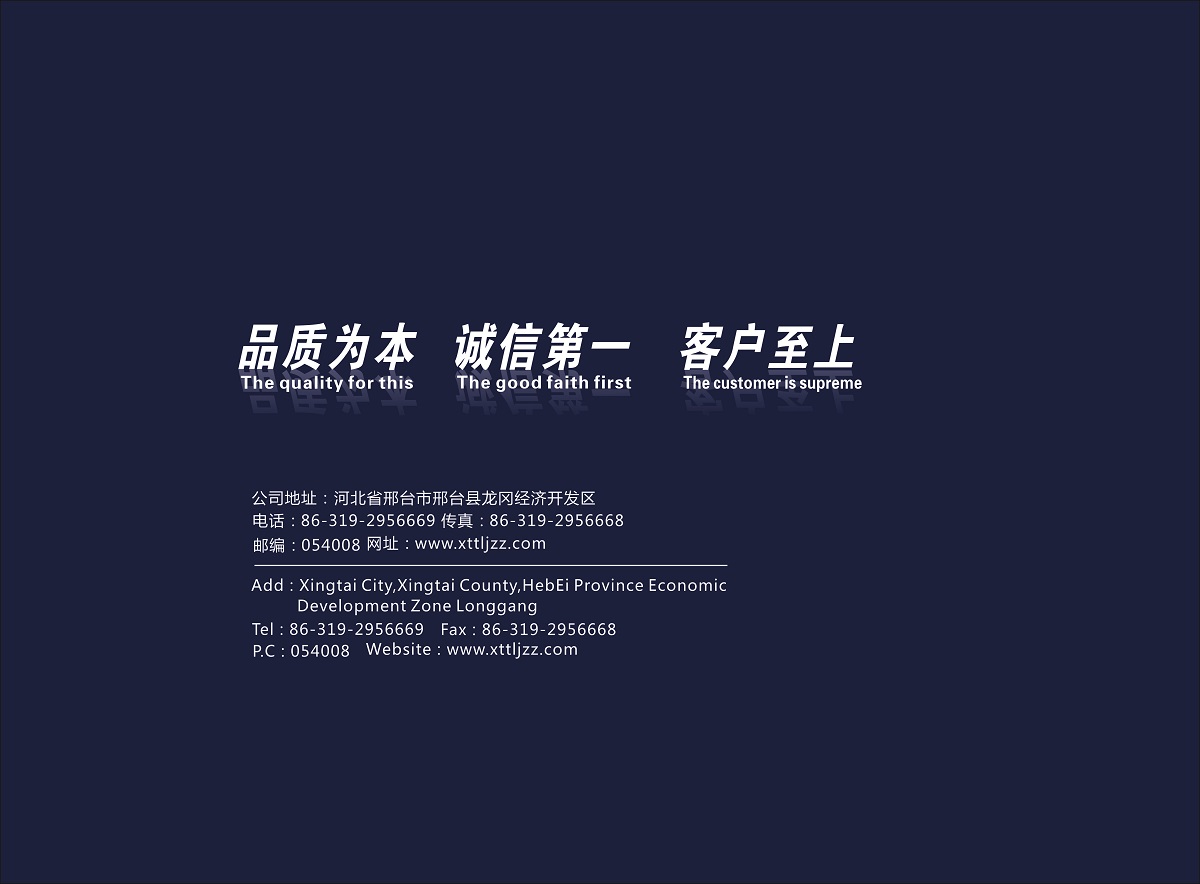 品质为本 诚信第一 客户至上
The quality for this The good faith first The customer is supreme
公司地址：河北省邢台市邢台县龙冈经济开发区
电话：86-319-2956669 传真：86-319-2956668
邮编：054008 网址：www.xttljzz.com
Add：Xingtai City,Xingtai County,HebEi Province Economic
Development Zone Longgang
Tel：86-319-2956669 Fax：86-319-2956668
P.C：054008 Website：www.xttljzz.com